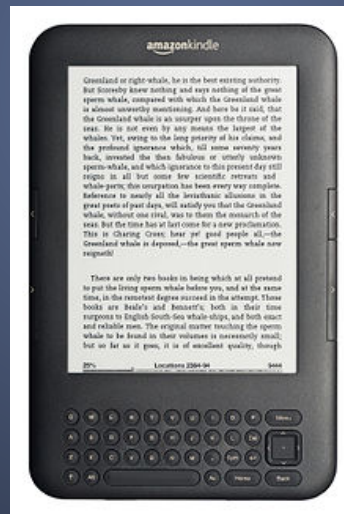 amazonkindle
Greenland or right-whale, he is the best existing authority.
But Scoresby knew nothing and says nothing of the great
sperm whale, compared with which the Greenland whale
is almost unworthy mentioning. And here be it said, that
the Greenland whale is an usurper upon the throne of the
seas. He is not even by any means the largest of the
whales. Yet, owing to the long priority of his claims, and
the profound ignorance which, till some seventy years
back, invested the then fabulous or utterly unknown
sperm-whale, and which ignorance to this present day still
reigns in all but some few scientific retreats and
whale-ports; this usurpation has been every way complete.
Reference to nearly all the leviathanic allusions in the
great poets of past days, will satisfy you that the Greenland
whale, without one rival, was to them the monarch of the
seas. But the time has at last come for a new proclamation.
This is Charing Cross; hear ye! good people all,—the
Greenland whale is deposed,—the great sperm whale now
reigneth!
There are only two books in being which at all pretend
to put the living sperm whale before you, and at the same
time, in the remotest degree succeed in the attempt. Those
books are Beale's and Bennett's; both in their time
surgeons to English South-Sea whale-ships, and both exact
and reliable men. The original matter touching the sperm
whale to be found in their volumes is necessarily small;
but so far as it goes, it is of excellent quality, though
25% Locations 2384-94 9444
Q W E R T Y U I O P Menu
A S D F G H J K L
Z X C V B N M Sym
Alt Aa Home Back